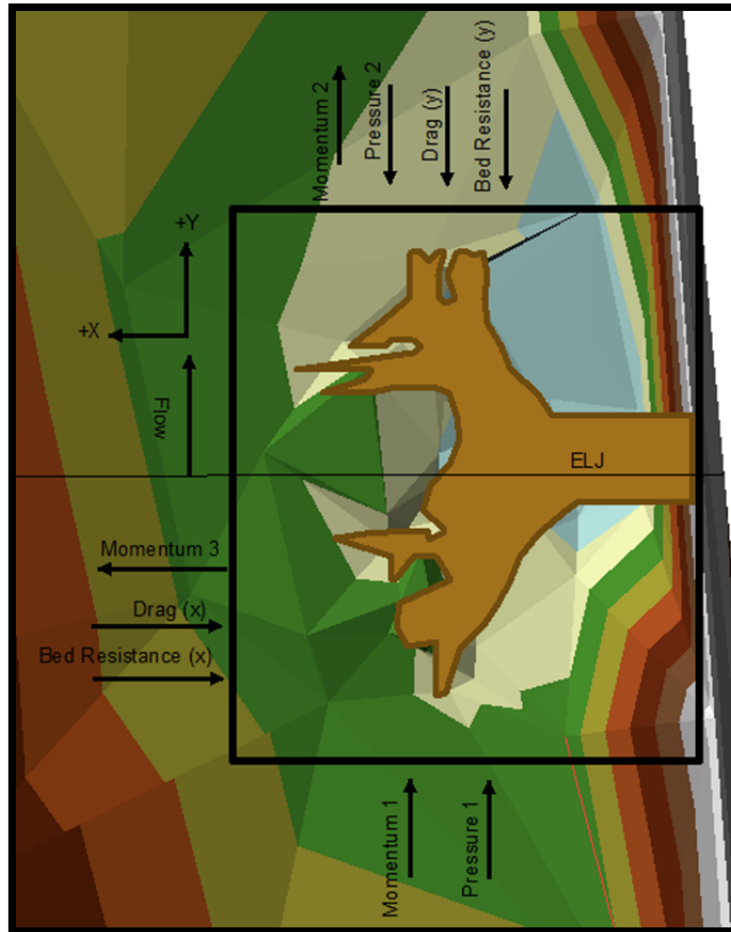 Momentum 2
Pressure 2
Drag (y)
Bed Resistance (y)
+Y
+X
Flow
ELJ
Momentum 3
Drag (x)
Bed Resistance (x)
Momentum 1
Pressure 1